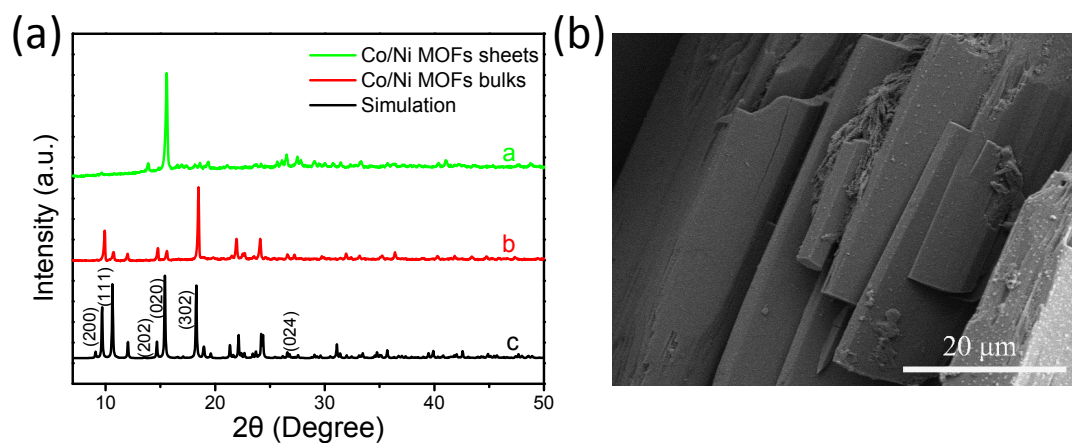 (a)
Co/Ni MOFs sheets
Co/Ni MOFs bulks
Simulation
a
b
c
(200)
(111)
(202)
(020)
(302)
(024)
Intensity (a.u.)
10 20 30 40 50
2θ (Degree)
(b)
20 μm